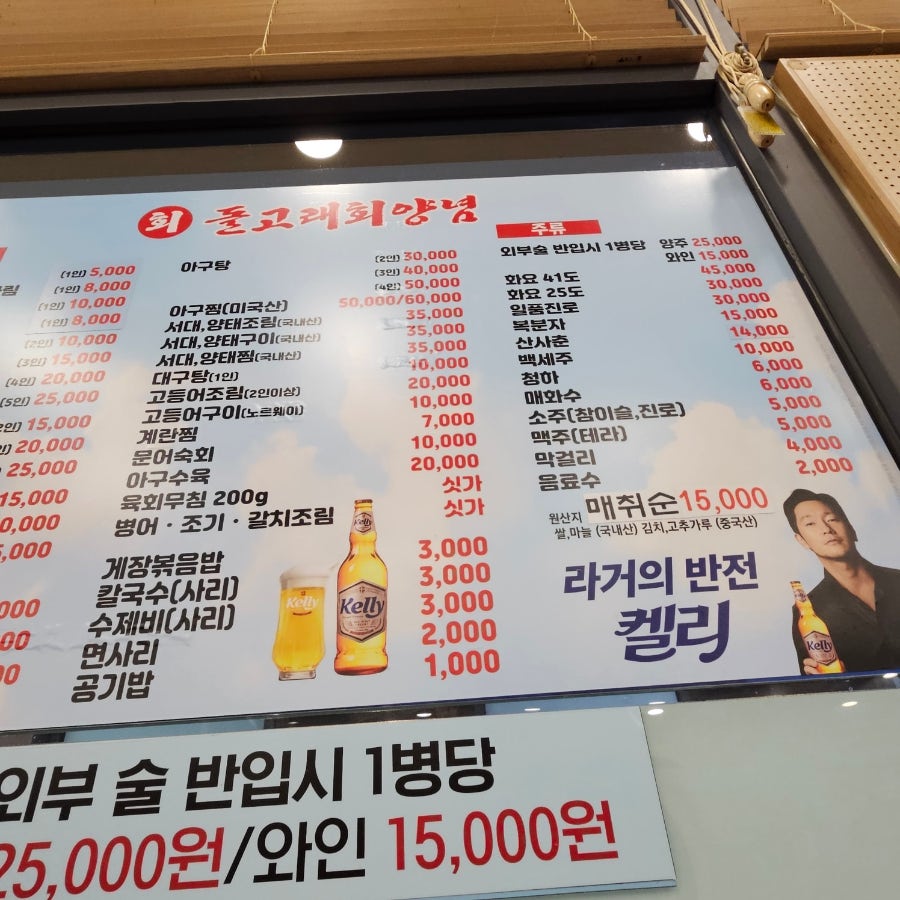 회 돌고래회양념
(1인) 5,000
림 (1인) 8,000
(1인) 10,000
(1인) 8,000
(2인) 10,000
(3인) 15,000
(4인) 20,000
(5인) 25,000
15,000
20,000
25,000
15,000
0,000
5,000
000
00
00
아구탕 (2인) 30,000
(3인) 40,000
(4인) 50,000
아구찜(미국산) 50,000/60,000
서대,양태조림(국내산) 35,000
서대,양태구이(국내산) 35,000
서대,양태찜(국내산) 35,000
대구탕(1인) 10,000
고등어조림(2인이상) 20,000
고등어구이(노르웨이) 10,000
계란찜 7,000
문어숙회 10,000
아구수육 20,000
육회무침 200g 싯가
병어 · 조기 · 갈치조림 싯가
게장볶음밥 3,000
칼국수(사리) 3,000
수제비(사리) 3,000
면사리 2,000
공기밥 1,000
Kelly
Kelly
주류
외부술 반입시 1병당 양주 25,000
와인 15,000
화요 41도 45,000
화요 25도 30,000
일품진로 30,000
복분자 15,000
산사춘 14,000
백세주 10,000
청하 6,000
매화수 6,000
소주(참이슬,진로) 5,000
맥주(테라) 5,000
막걸리 4,000
음료수 2,000
매취순 15,000
원산지 쌀,마늘 (국내산) 김치,고추가루 (중국산)
라거의 반전
켈리
Kelly
외부 술 반입시 1병당
25,000원/와인 15,000원